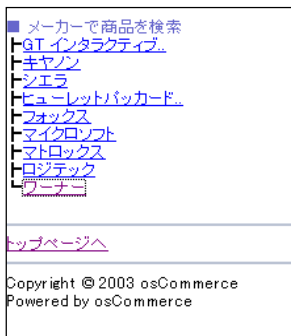 ■ メーカーで商品を検索
┣GT インタラクティブ..
┣キヤノン
┣シエラ
┣ヒューレットパッカード..
┣フォックス
┣マイクロソフト
┣マトロックス
┣ロジテック
┗ワーナー
トップページへ
Copyright © 2003 osCommerce
Powered by osCommerce